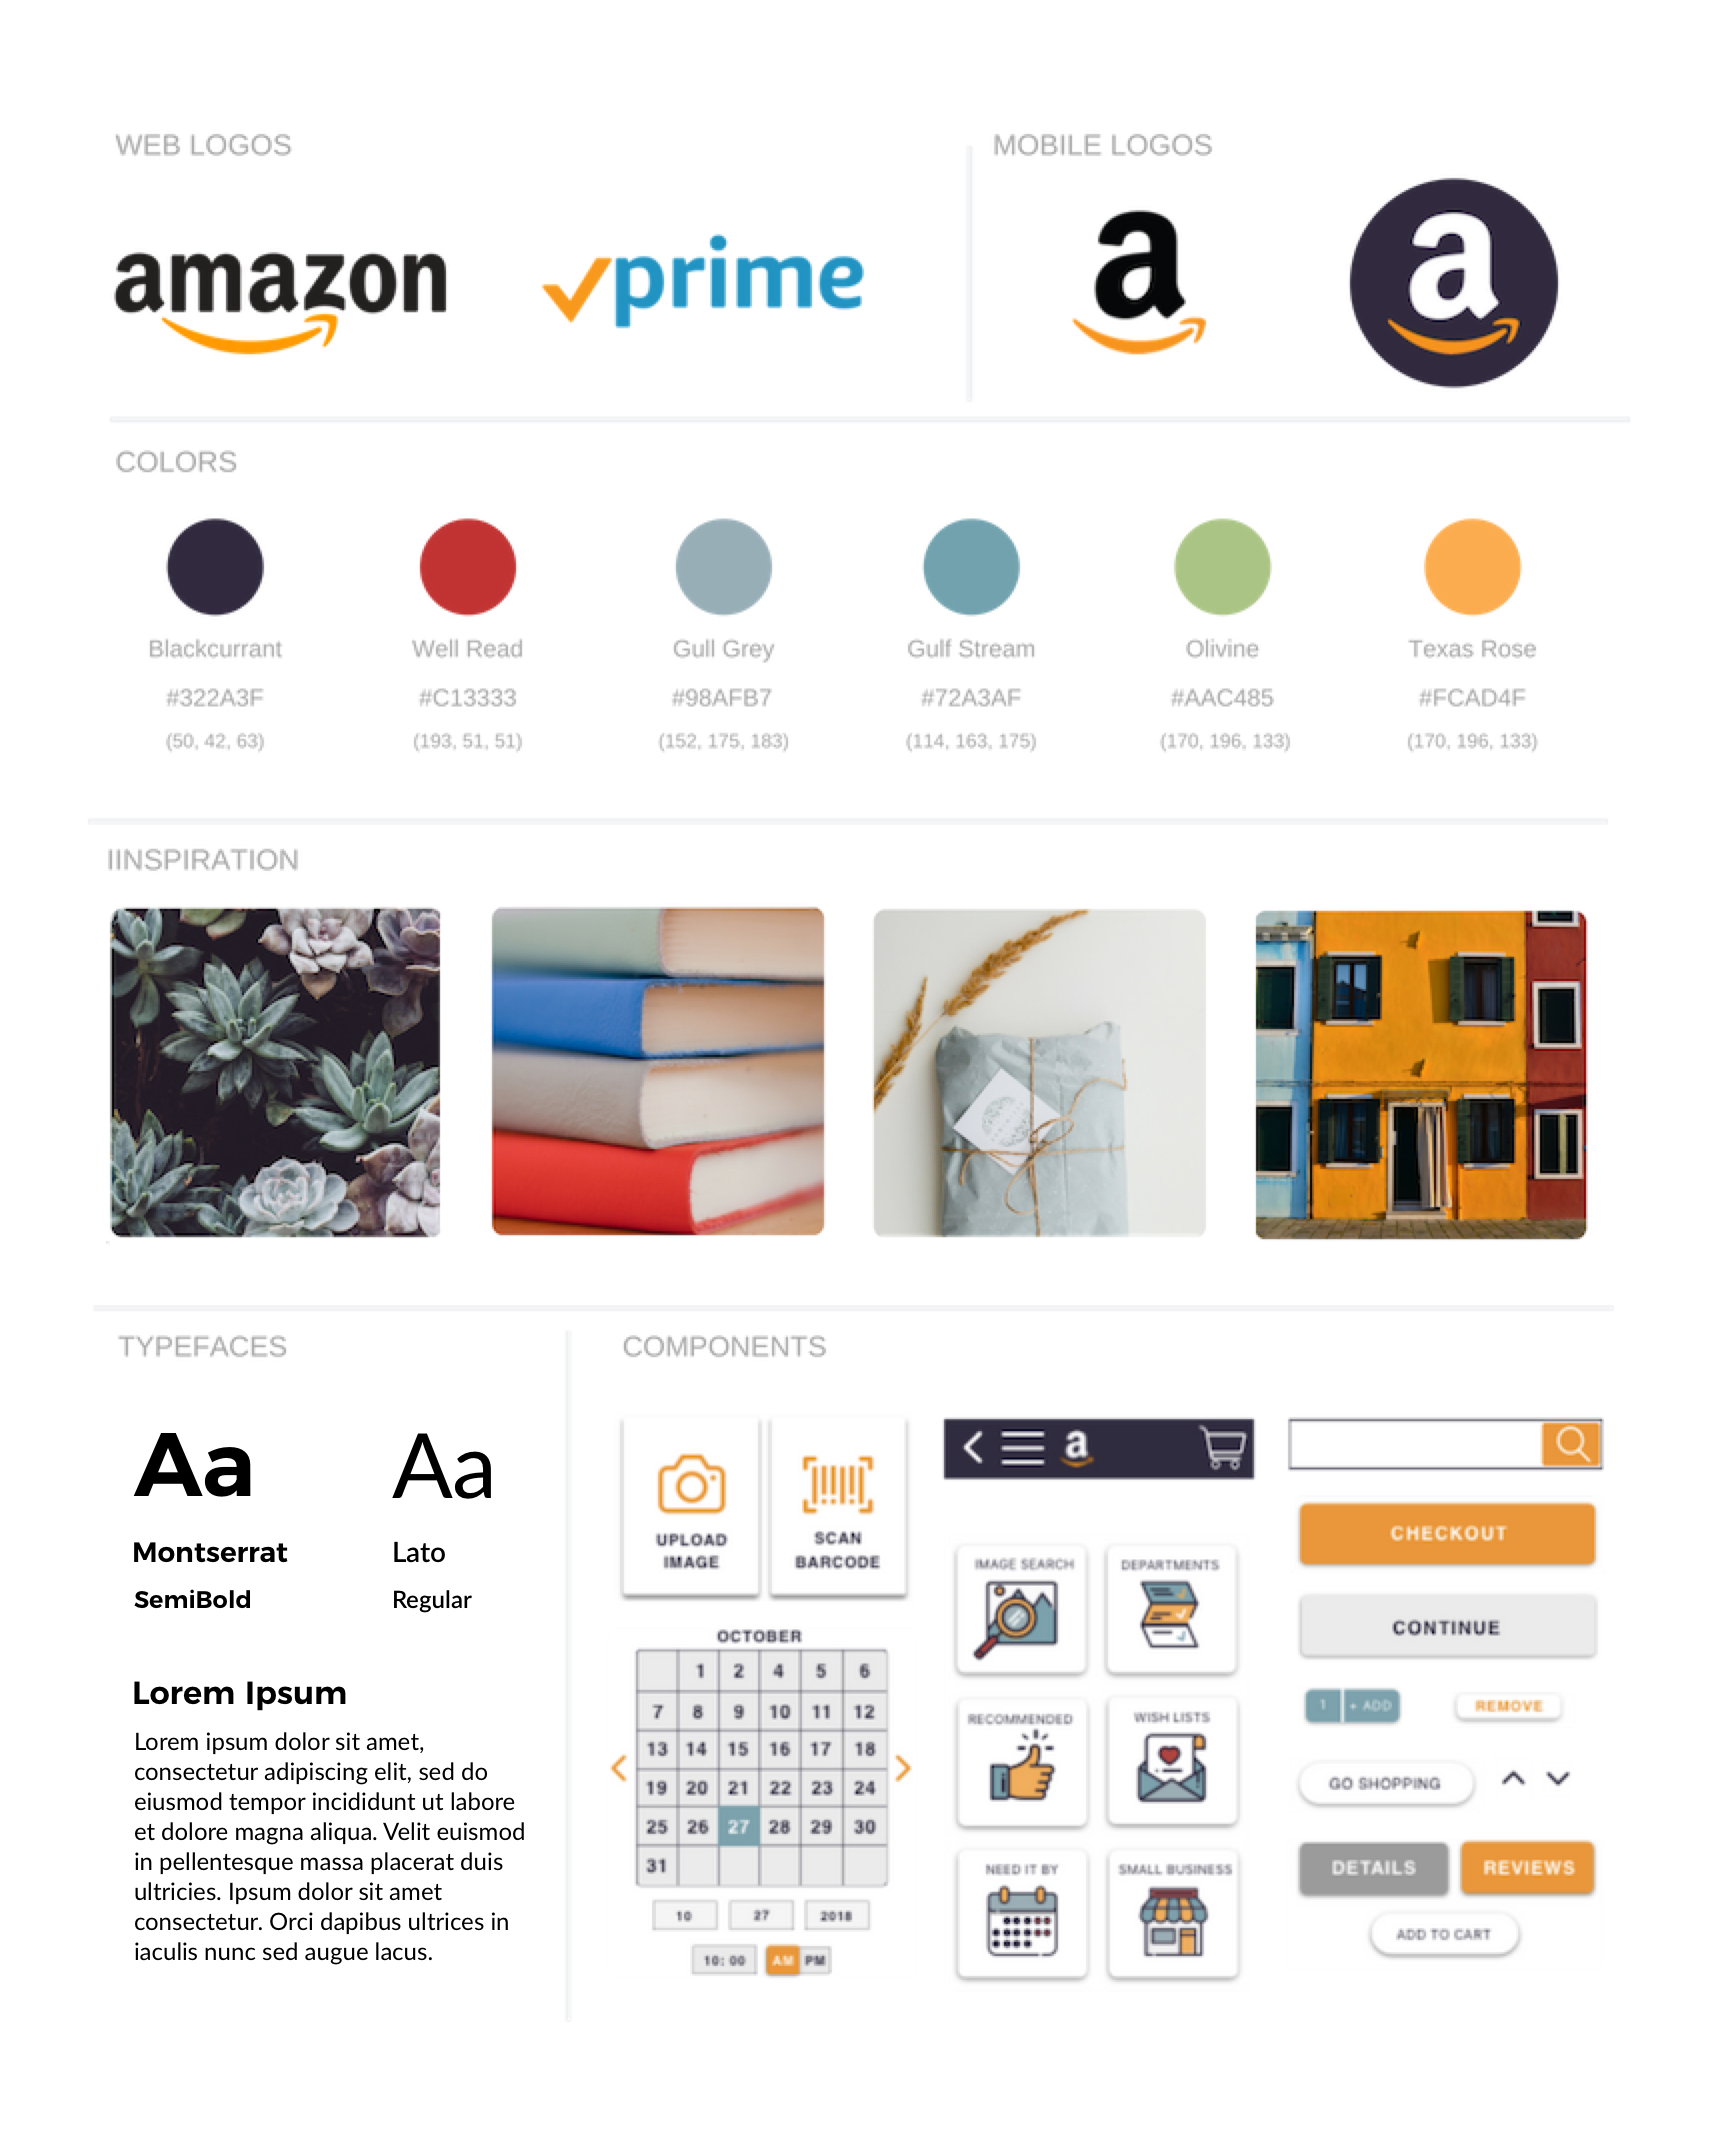 WEB LOGOS
MOBILE LOGOS
amazon
prime
a
a
COLORS
Blackcurrant
Well Read
Gull Grey
Gulf Stream
Olivine
Texas Rose
#322A3F
#C13333
#98AFB7
#72A3AF
#AAC485
#FCAD4F
(50, 42, 63)
(193, 51, 51)
(152, 175, 183)
(114, 163, 175)
(170, 196, 133)
(170, 196, 133)
IINSPIRATION
TYPEFACES
Aa
Aa
Montserrat
Lato
SemiBold
Regular
Lorem Ipsum
Lorem ipsum dolor sit amet,
consectetur adipiscing elit, sed do
eiusmod tempor incididunt ut labore
et dolore magna aliqua. Velit euismod
in pellentesque massa placerat duis
ultricies. Ipsum dolor sit amet
consectetur. Orci dapibus ultrices in
iaculis nunc sed augue lacus.
COMPONENTS
UPLOAD
IMAGE
SCAN
BARCODE
OCTOBER
1 2 4 5 6
7 8 9 10 11 12
13 14 15 16 17 18
19 20 21 22 23 24
25 26 27 28 29 30
31
10 27 2018
10:00 AM PM
a
IMAGE SEARCH
DEPARTMENTS
RECOMMENDED
WISH LISTS
NEED IT BY
SMALL BUSINESS
CHECKOUT
CONTINUE
1 + ADD
REMOVE
GO SHOPPING
DETAILS
REVIEWS
ADD TO CART